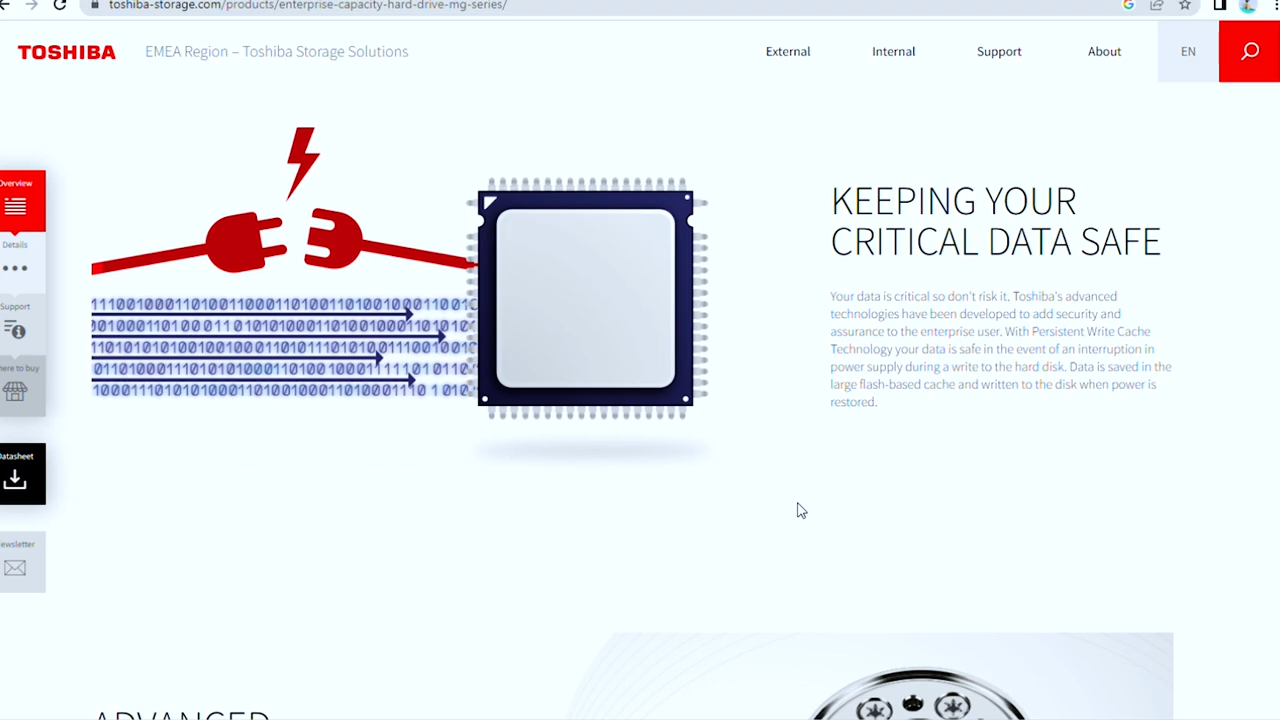 toshiba-storage.com/products/enterprise-capacity-hard-drive-mg-series/
TOSHIBA
EMEA Region – Toshiba Storage Solutions
External
Internal
Support
About
EN
Overview
Details
Support
here to buy
Datasheet
ewsletter
KEEPING YOUR
CRITICAL DATA SAFE
Your data is critical so don't risk it. Toshiba's advanced
technologies have been developed to add security and
assurance to the enterprise user. With Persistent Write Cache
Technology your data is safe in the event of an interruption in
power supply during a write to the hard disk. Data is saved in the
large flash-based cache and written to the disk when power is
restored.
ADVANCED